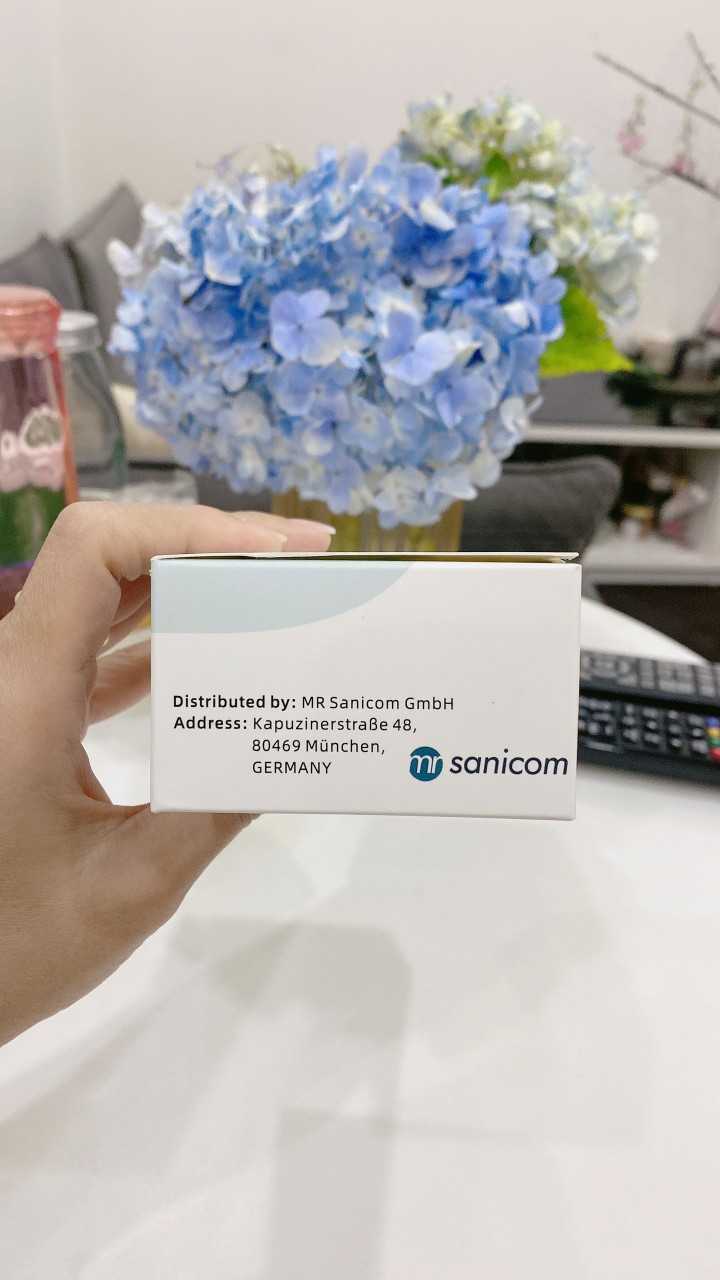 Distributed by: MR Sanicom GmbH
Address: Kapuzinerstraße 48,
80469 München,
GERMANY
mr sanicom